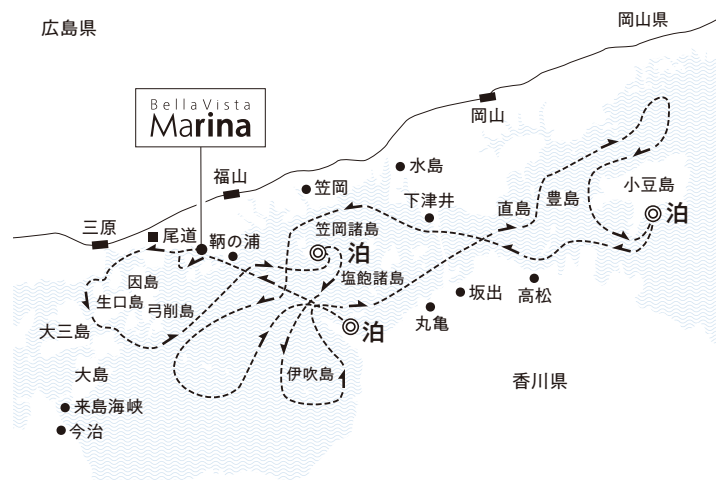 広島県
岡山県
BellaVista
Marina
岡山
水島
福山
笠岡
下津井
直島
豊島
小豆島
泊
三原
尾道
鞆の浦
笠岡諸島
泊
塩飽諸島
因島
生口島
弓削島
坂出
高松
丸亀
泊
大三島
大島
伊吹島
香川県
来島海峡
今治